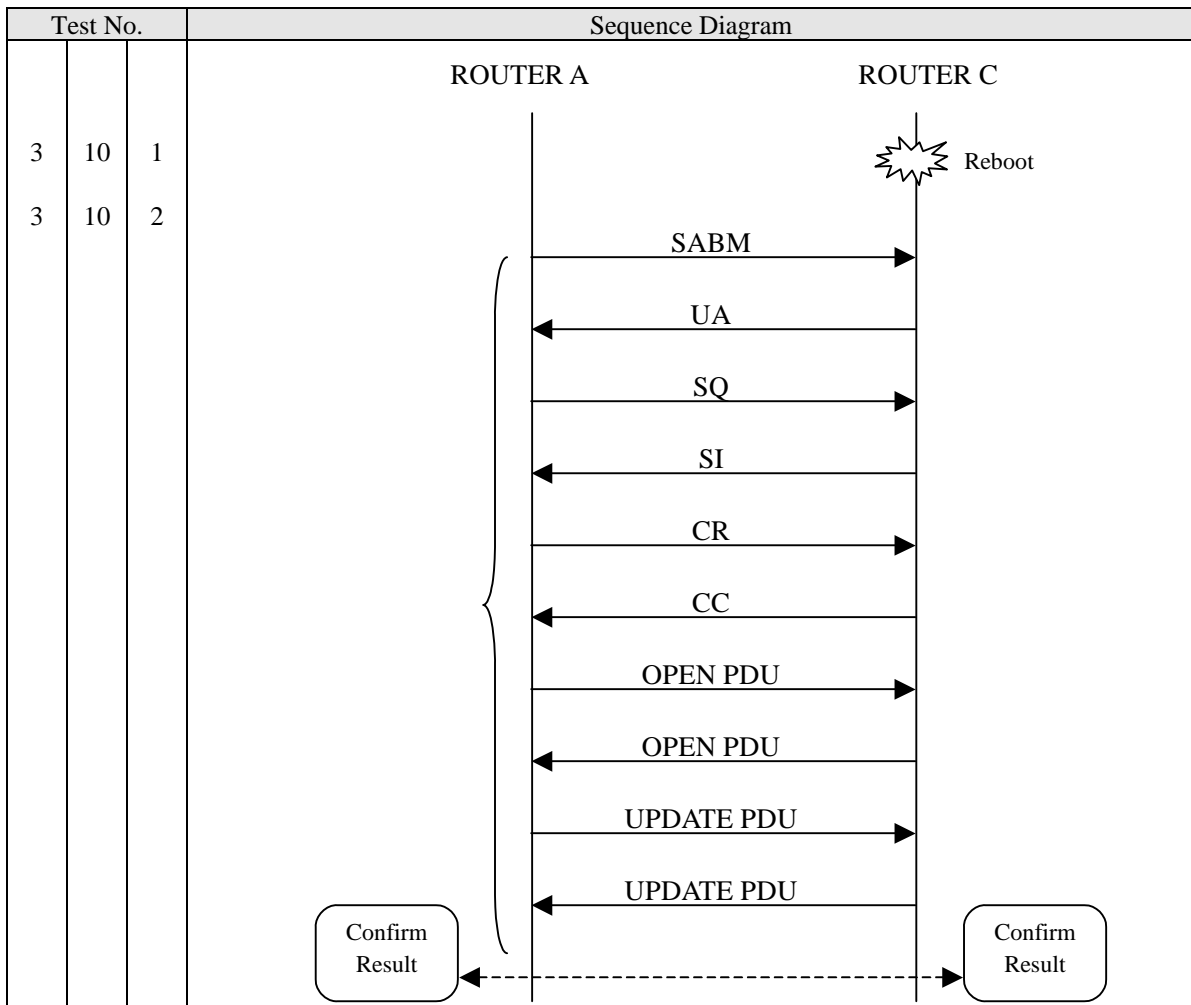 Test No. Sequence Diagram
ROUTER A ROUTER C
3 10 1 Reboot
3 10 2
SABM
UA
SQ
SI
CR
CC
OPEN PDU
OPEN PDU
UPDATE PDU
UPDATE PDU
Confirm Confirm
Result Result